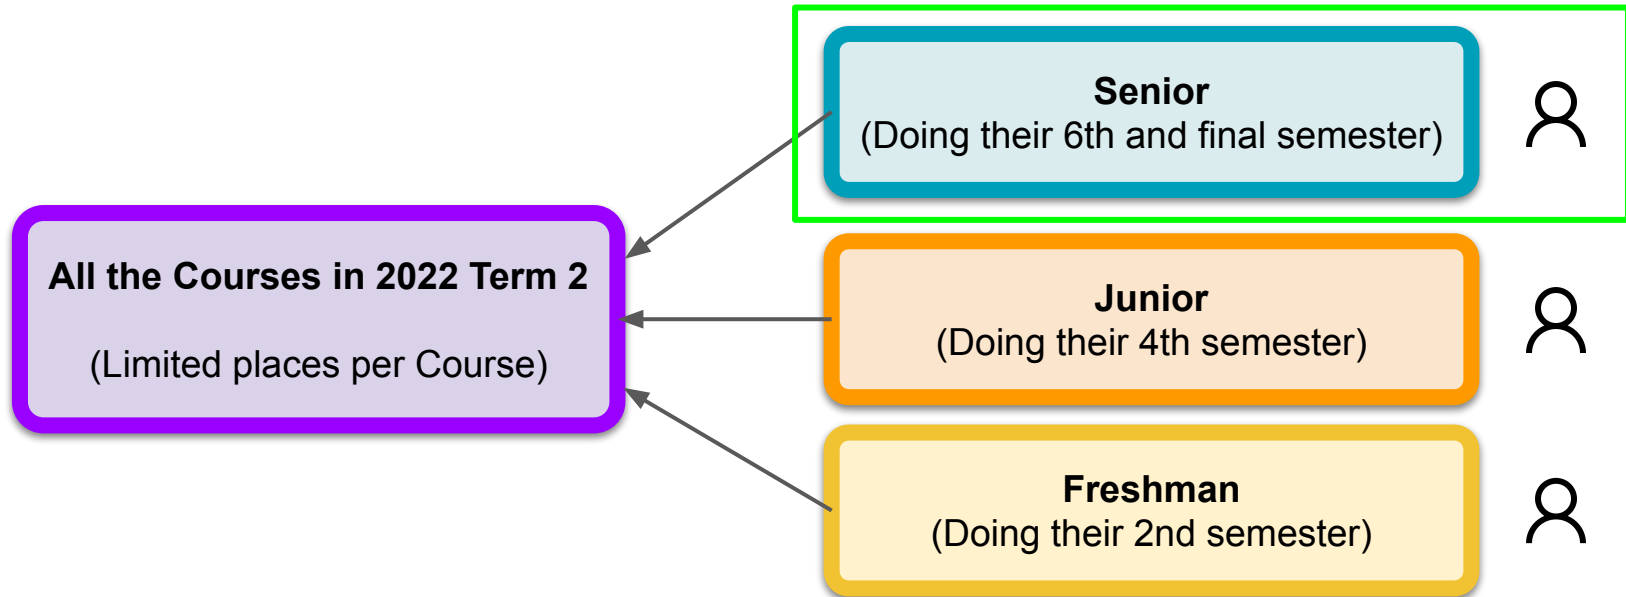 Senior
(Doing their 6th and final semester)
All the Courses in 2022 Term 2
(Limited places per Course)
Junior
(Doing their 4th semester)
Freshman
(Doing their 2nd semester)